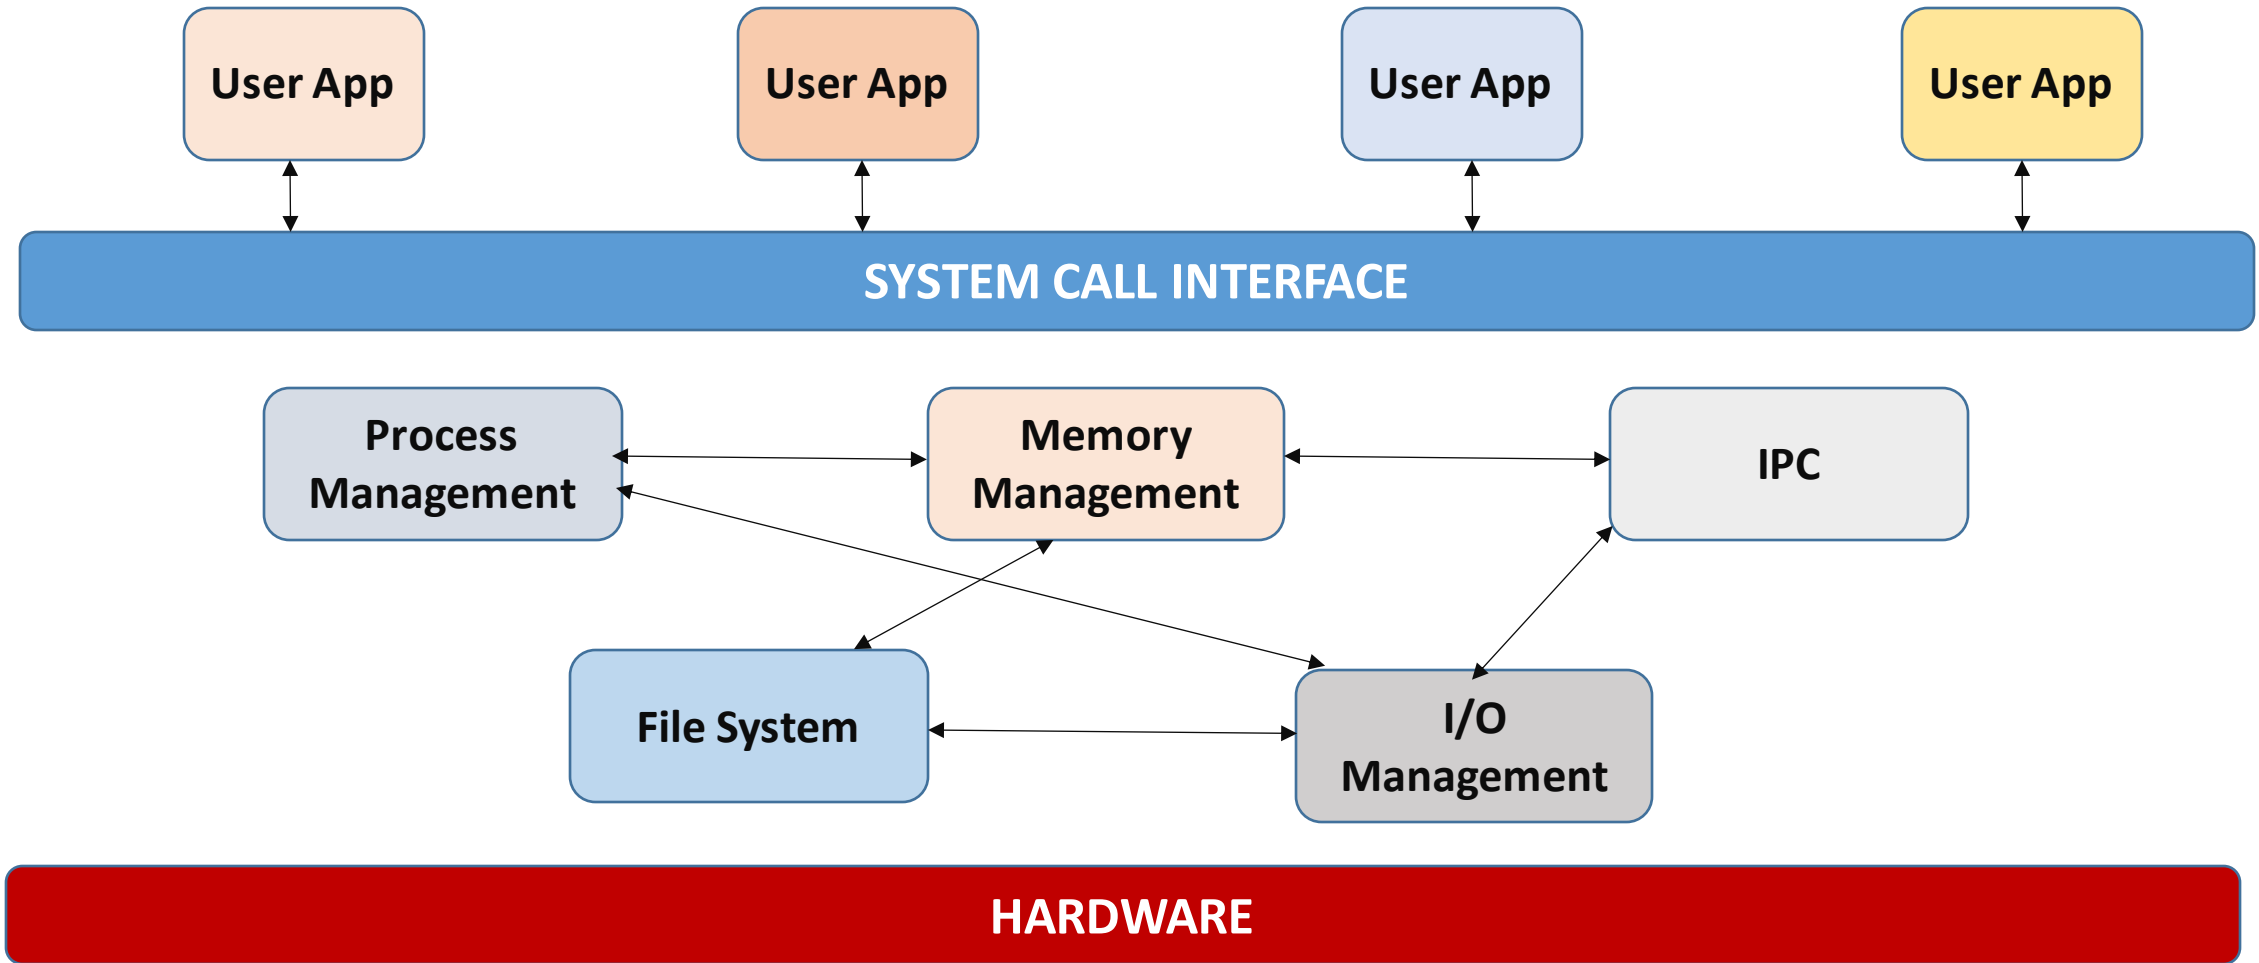 User App
User App
User App
User App
SYSTEM CALL INTERFACE
Process
Management
Memory
Management
IPC
File System
I/O
Management
HARDWARE